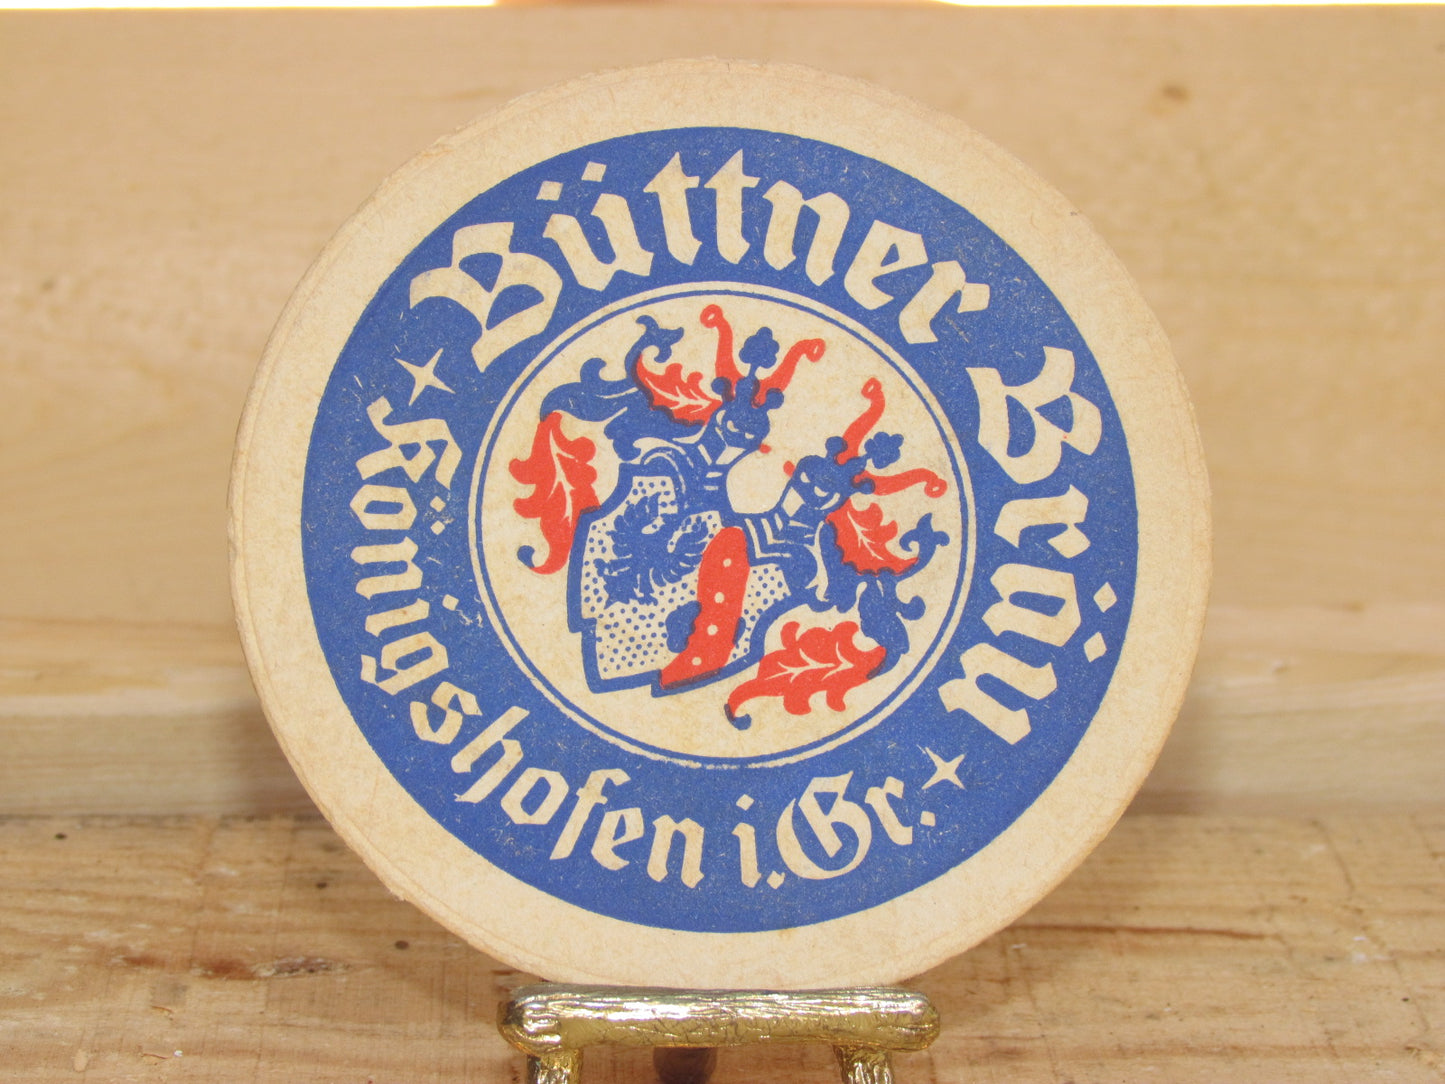 Büttner Bräu
Königshofen i. Gr.